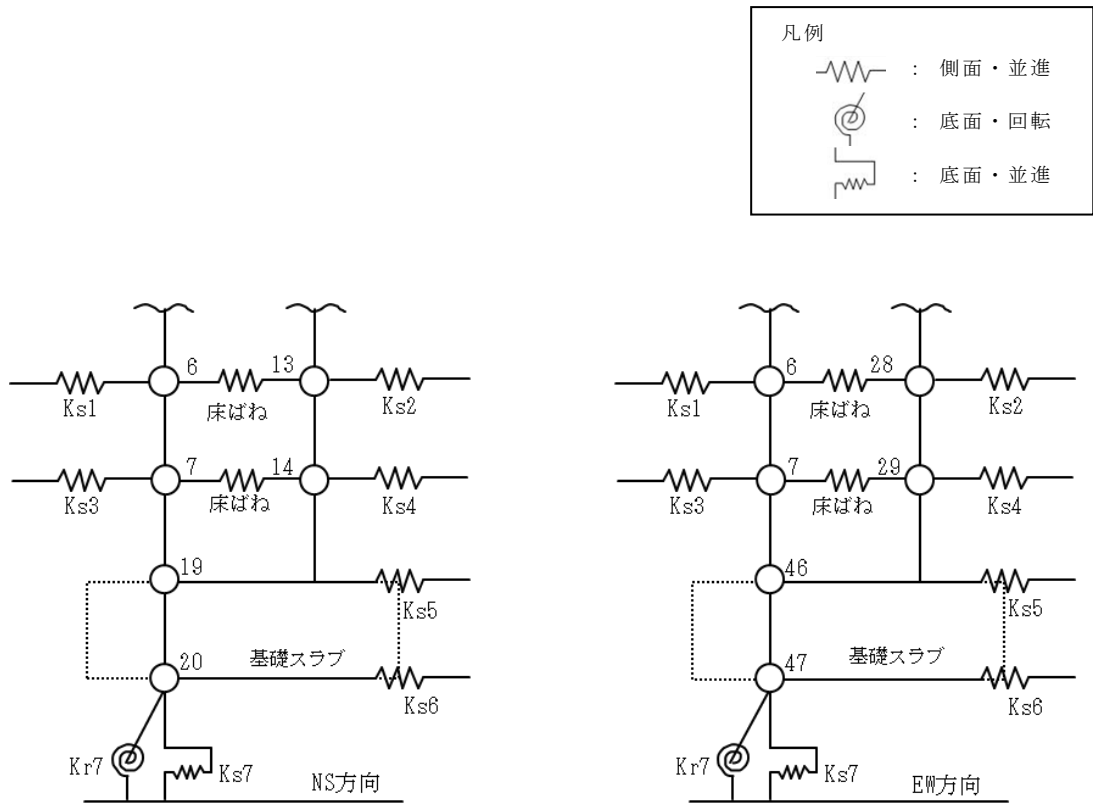 凡例
： 側面・並進
： 底面・回転
： 底面・並進
6 13
Ks1 床ばね Ks2
7 14
Ks3 床ばね Ks4
19
Ks5
20 基礎スラブ
Ks6
Kr7 Ks7 NS方向
6 28
Ks1 床ばね Ks2
7 29
Ks3 床ばね Ks4
46
Ks5
47 基礎スラブ
Ks6
Kr7 Ks7 EW方向